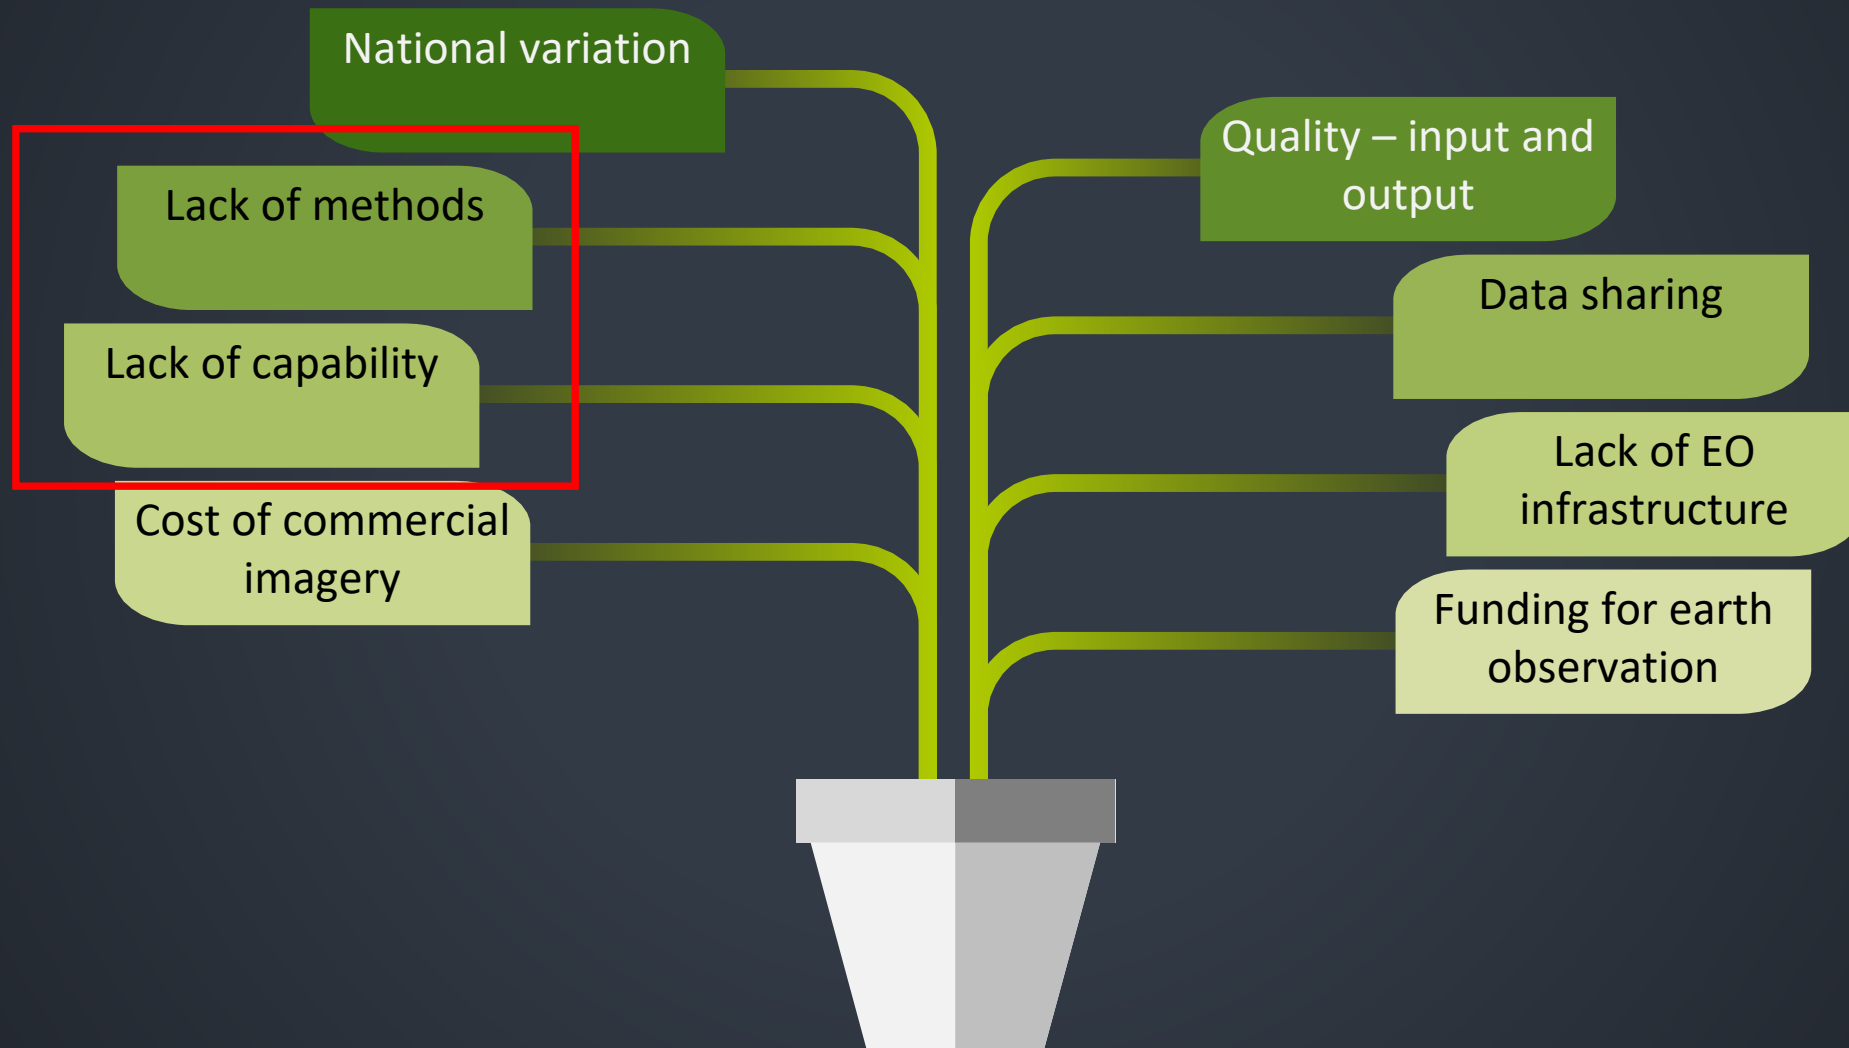 National variation
Lack of methods
Lack of capability
Cost of commercial
imagery
Quality – input and
output
Data sharing
Lack of EO
infrastructure
Funding for earth
observation